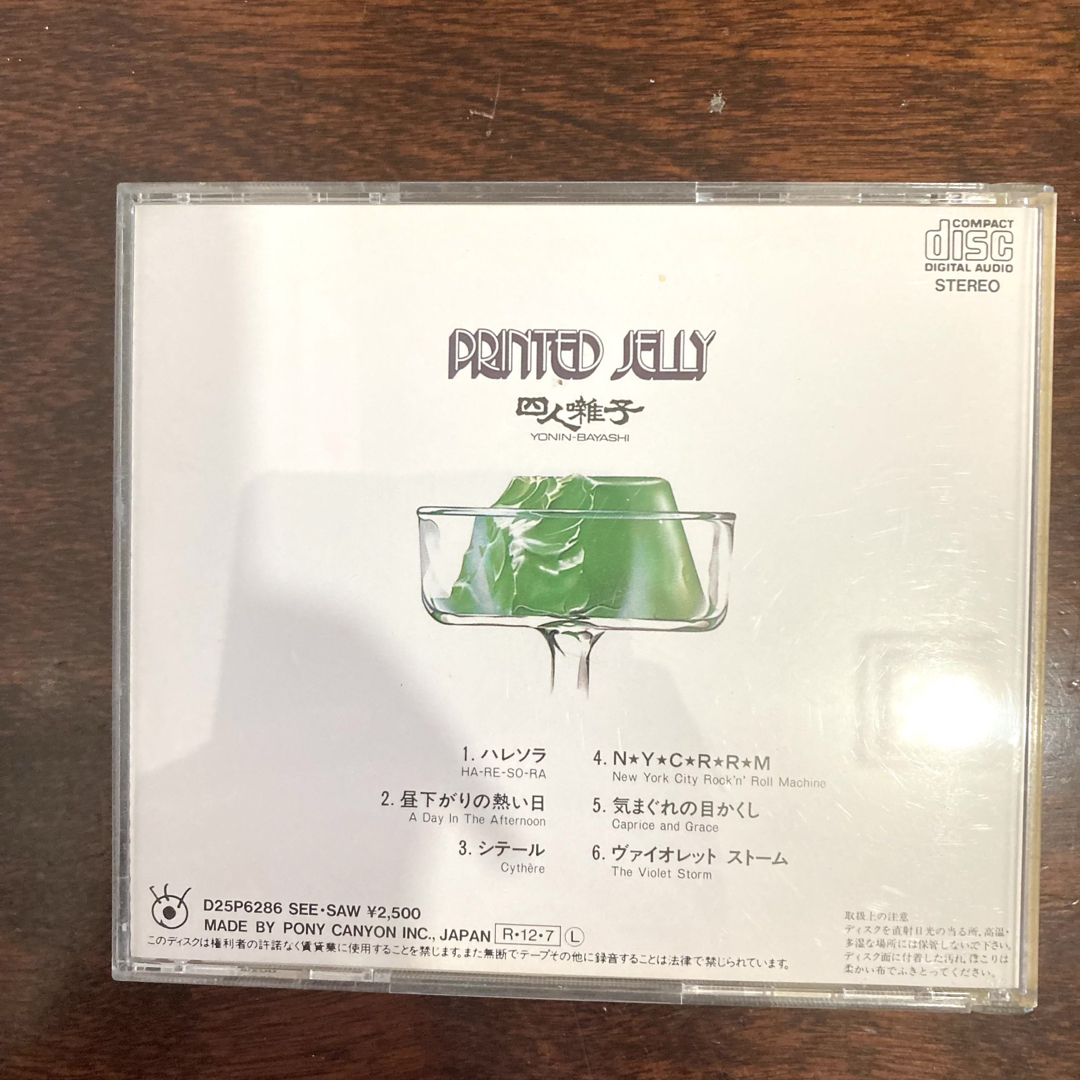 COMPACT
disc
DIGITAL AUDIO
STEREO
PRINTED JELLY
四人囃子
YONIN-BAYASHI
1. ハレソラ
HA-RE-SO-RA
2. 昼下がりの熱い日
A Day In The Afternoon
3. シテール
Cythère
4. N★Y★C★R★R★M
New York City Rock'n' Roll Machine
5. 気まぐれの目かくし
Caprice and Grace
6. ヴァイオレット ストーム
The Violet Storm
D25P6286 SEE・SAW ¥2,500
MADE BY PONY CANYON INC., JAPAN R・12・7 L
このディスクは権利者の許諾なく賃貸業に使用することを禁じます。また無断でテープその他に録音することは法律で禁じられています。
取扱上の注意
ディスクを直射日光の当る所、高温・
多湿な場所には保管しないで下さい。
ディスク面に付着した汚れ、ほこりは
柔かい布でふきとってください。